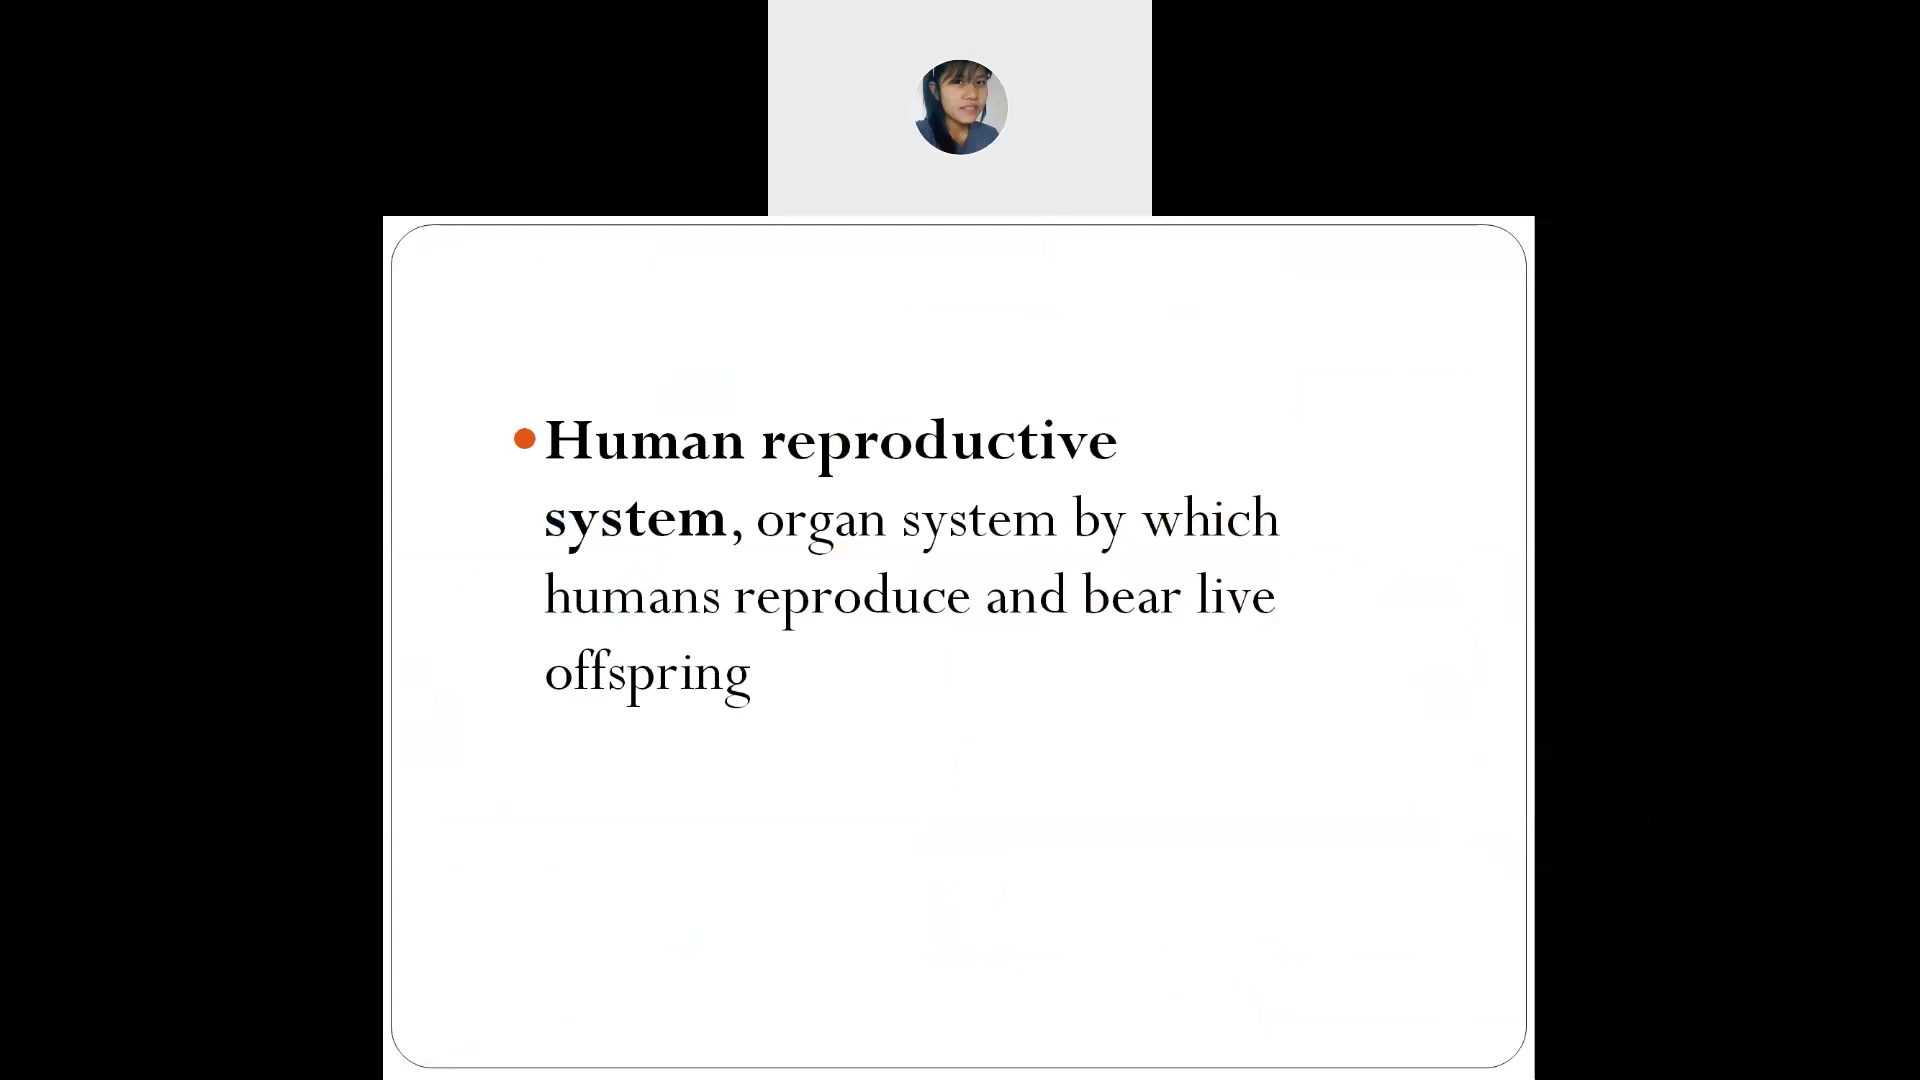 Human reproductive
system, organ system by which
humans reproduce and bear live
offspring